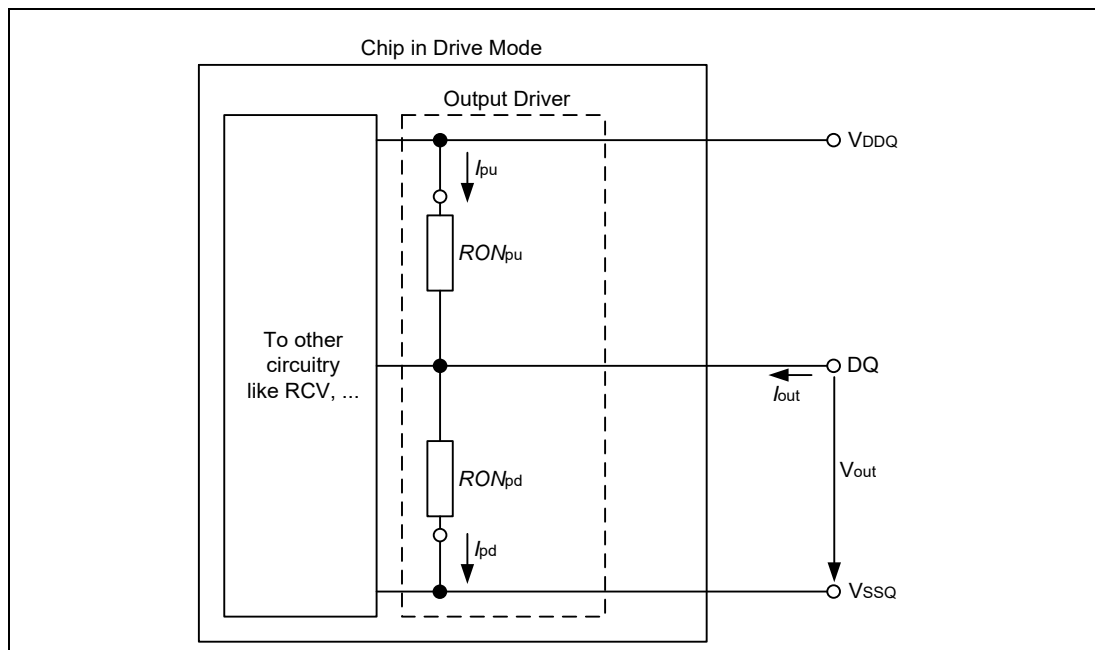 Chip in Drive Mode
Output Driver
VDDQ
Ipu
RONpu
To other
circuitry
like RCV, ...
DQ
Iout
RONpd
Vout
Ipd
VSSQ